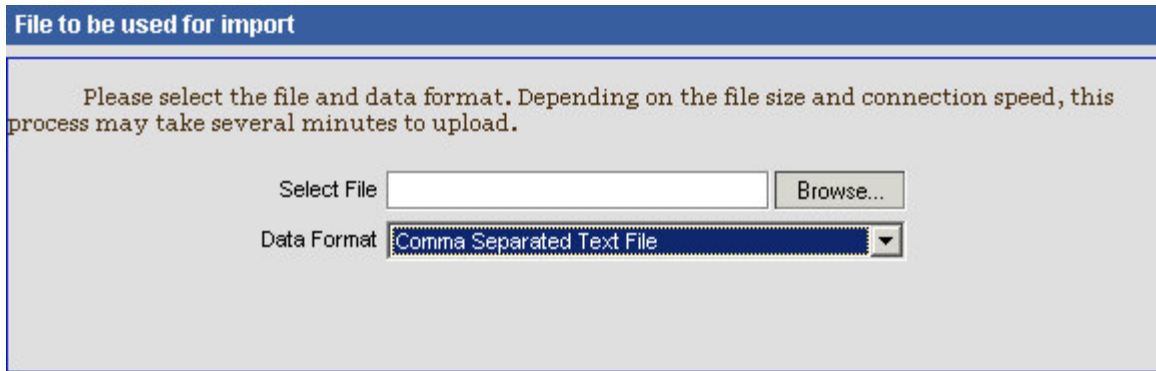 File to be used for import
Please select the file and data format. Depending on the file size and connection speed, this
process may take several minutes to upload.
Select File Browse...
Data Format Comma Separated Text File